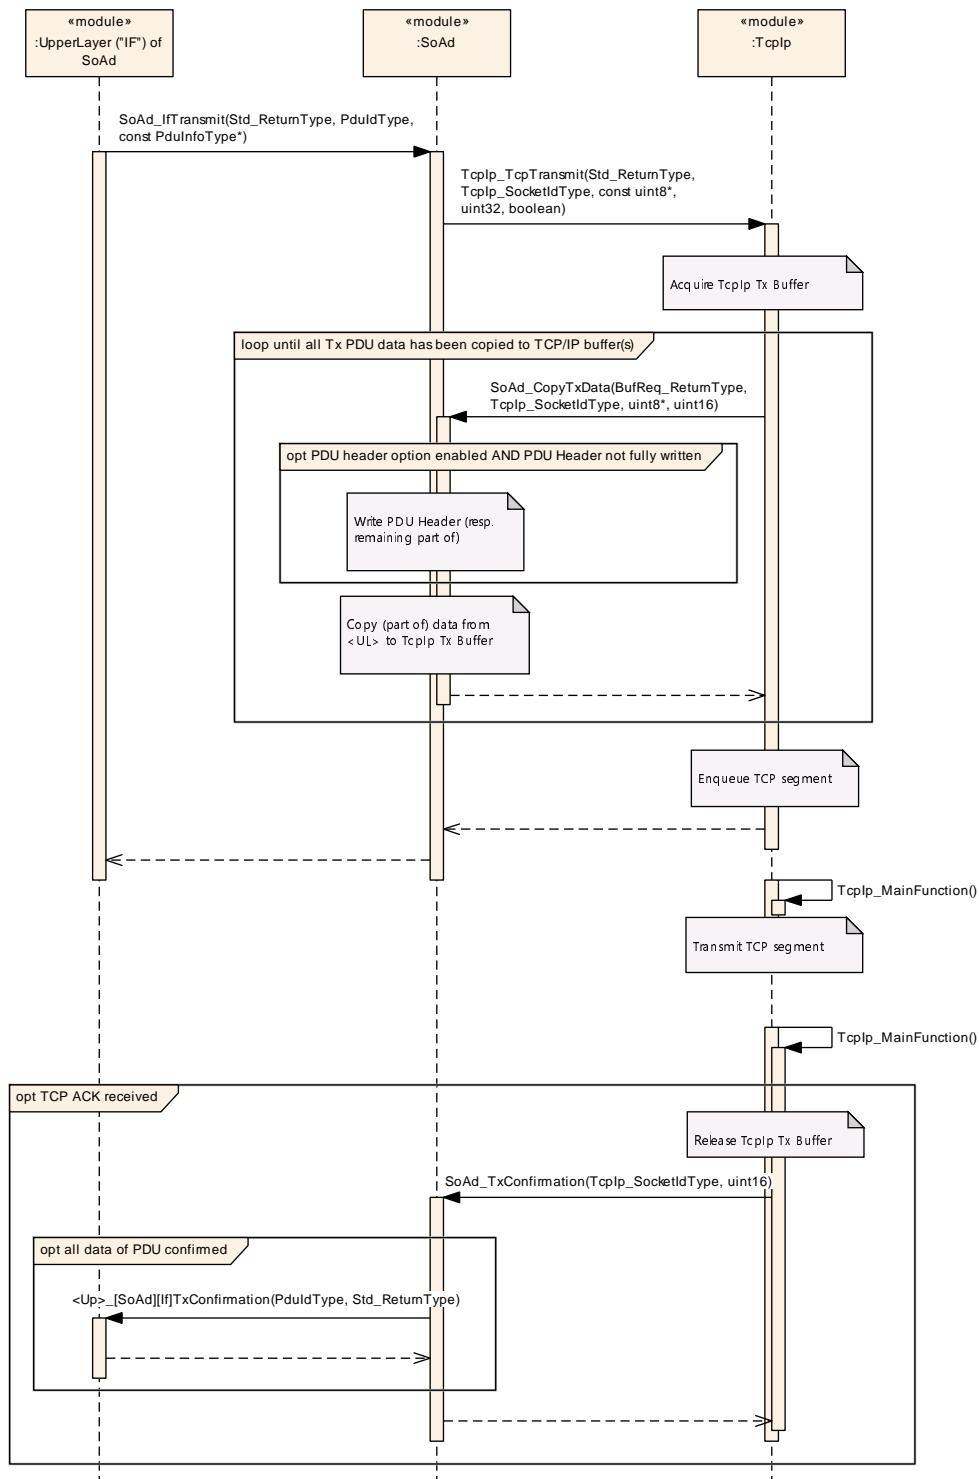 «module»
:UpperLayer ("IF") of
SoAd
«module»
:SoAd
«module»
:TcpIp
SoAd_IfTransmit(Std_ReturnType, PduIdType,
const PduInfoType*)
TcpIp_TcpTransmit(Std_ReturnType,
TcpIp_SocketIdType, const uint8*,
uint32, boolean)
Acquire TcpIp Tx Buffer
loop until all Tx PDU data has been copied to TCP/IP buffer(s)
SoAd_CopyTxData(BufReq_ReturnType,
TcpIp_SocketIdType, uint8*, uint16)
opt PDU header option enabled AND PDU Header not fully written
Write PDU Header (resp.
remaining part of)
Copy (part of) data from
<UL> to TcpIp Tx Buffer
Enqueue TCP segment
TcpIp_MainFunction()
Transmit TCP segment
TcpIp_MainFunction()
opt TCP ACK received
Release TcpIp Tx Buffer
SoAd_TxConfirmation(TcpIp_SocketIdType, uint16)
opt all data of PDU confirmed
<Up>_[SoAd][If]TxConfirmation(PduIdType, Std_ReturnType)